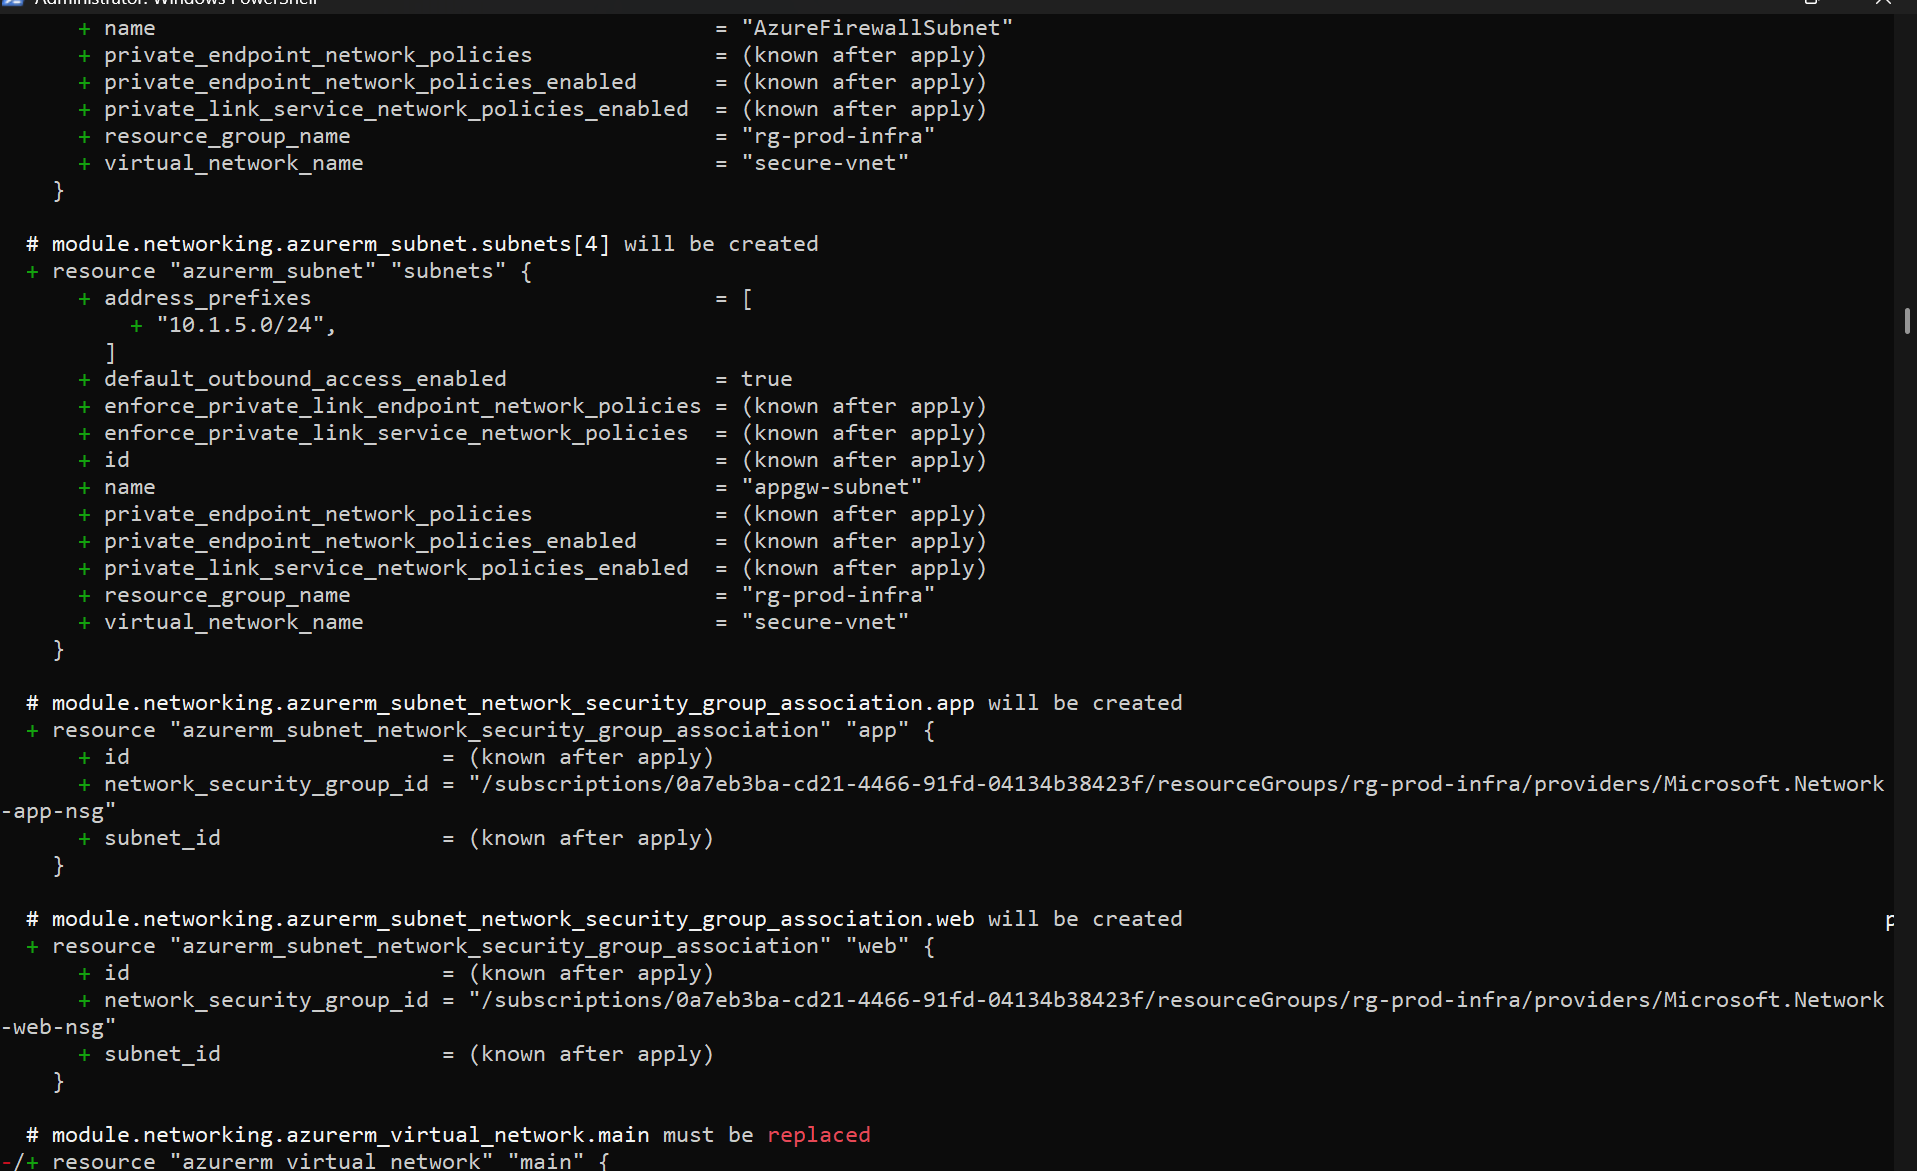 Administrator: Windows PowerShell
+ name = "AzureFirewallSubnet"
+ private_endpoint_network_policies = (known after apply)
+ private_endpoint_network_policies_enabled = (known after apply)
+ private_link_service_network_policies_enabled = (known after apply)
+ resource_group_name = "rg-prod-infra"
+ virtual_network_name = "secure-vnet"
}
# module.networking.azurerm_subnet.subnets[4] will be created
+ resource "azurerm_subnet" "subnets" {
+ address_prefixes = [
+ "10.1.5.0/24",
]
+ default_outbound_access_enabled = true
+ enforce_private_link_endpoint_network_policies = (known after apply)
+ enforce_private_link_service_network_policies = (known after apply)
+ id = (known after apply)
+ name = "appgw-subnet"
+ private_endpoint_network_policies = (known after apply)
+ private_endpoint_network_policies_enabled = (known after apply)
+ private_link_service_network_policies_enabled = (known after apply)
+ resource_group_name = "rg-prod-infra"
+ virtual_network_name = "secure-vnet"
}
# module.networking.azurerm_subnet_network_security_group_association.app will be created
+ resource "azurerm_subnet_network_security_group_association" "app" {
+ id = (known after apply)
+ network_security_group_id = "/subscriptions/0a7eb3ba-cd21-4466-91fd-04134b38423f/resourceGroups/rg-prod-infra/providers/Microsoft.Network
-app-nsg"
+ subnet_id = (known after apply)
}
# module.networking.azurerm_subnet_network_security_group_association.web will be created p
+ resource "azurerm_subnet_network_security_group_association" "web" {
+ id = (known after apply)
+ network_security_group_id = "/subscriptions/0a7eb3ba-cd21-4466-91fd-04134b38423f/resourceGroups/rg-prod-infra/providers/Microsoft.Network
-web-nsg"
+ subnet_id = (known after apply)
}
# module.networking.azurerm_virtual_network.main must be replaced
-/+ resource "azurerm_virtual_network" "main" {